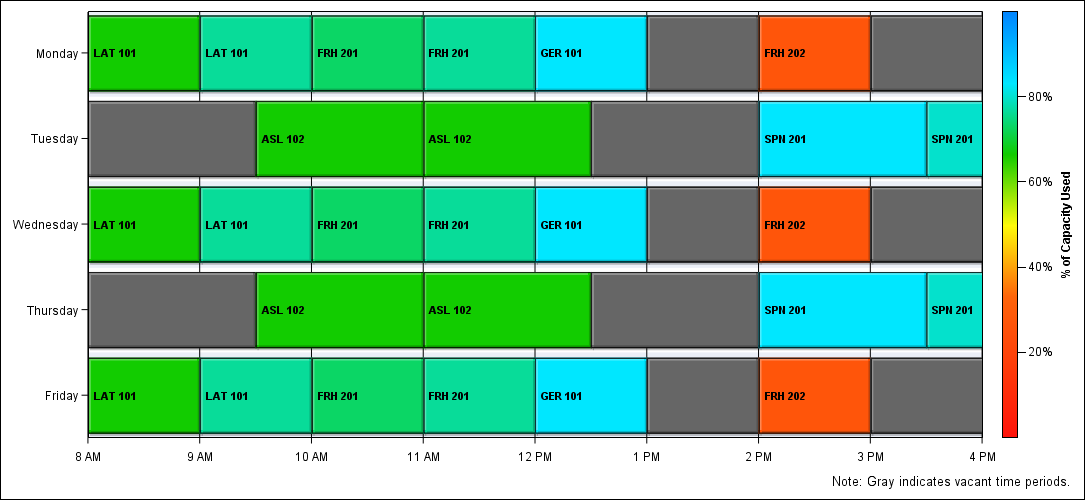 Monday LAT 101 LAT 101 FRH 201 FRH 201 GER 101 FRH 202
Tuesday ASL 102 ASL 102 SPN 201 SPN 201
Wednesday LAT 101 LAT 101 FRH 201 FRH 201 GER 101 FRH 202
Thursday ASL 102 ASL 102 SPN 201 SPN 201
Friday LAT 101 LAT 101 FRH 201 FRH 201 GER 101 FRH 202
8 AM 9 AM 10 AM 11 AM 12 PM 1 PM 2 PM 3 PM 4 PM
80%
60%
40%
20%
% of Capacity Used
Note: Gray indicates vacant time periods.